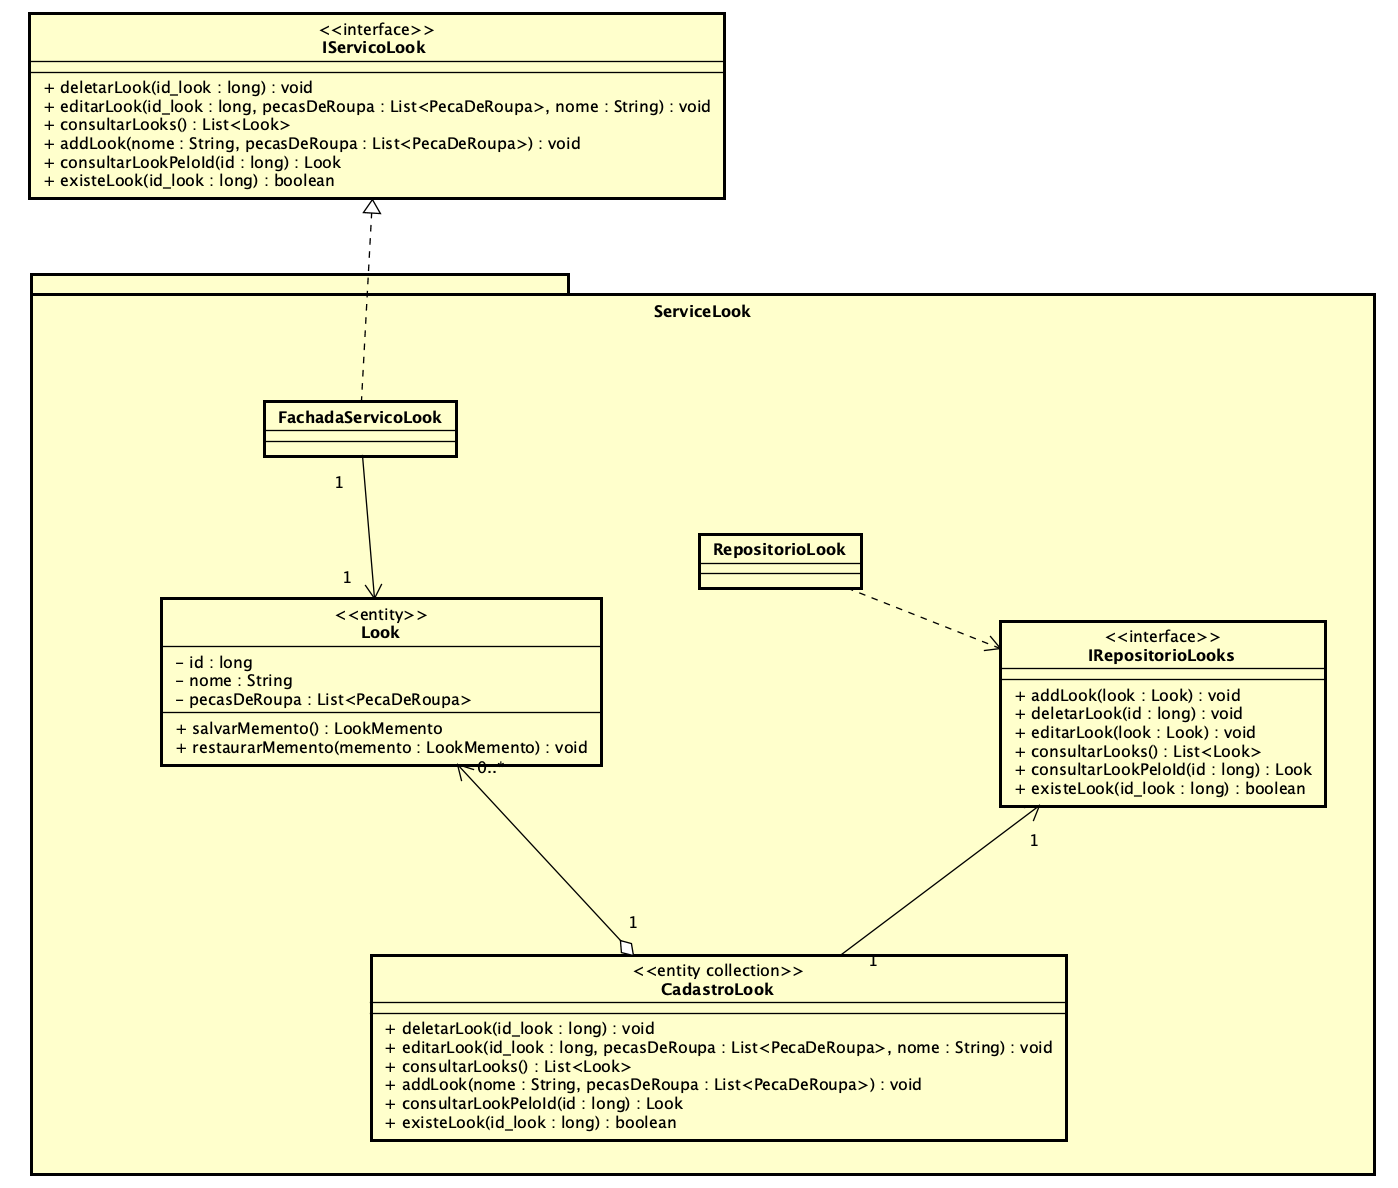 <<interface>>
IServicoLook
+ deletarLook(id_look : long) : void
+ editarLook(id_look : long, pecasDeRoupa : List<PecaDeRoupa>, nome : String) : void
+ consultarLooks() : List<Look>
+ addLook(nome : String, pecasDeRoupa : List<PecaDeRoupa>) : void
+ consultarLookPeloId(id : long) : Look
+ existeLook(id_look : long) : boolean
ServiceLook
FachadaServicoLook
1
1
RepositorioLook
<<entity>>
Look
– id : long
– nome : String
– pecasDeRoupa : List<PecaDeRoupa>
+ salvarMemento() : LookMemento
+ restaurarMemento(memento : LookMemento) : void
0..*
<<interface>>
IRepositorioLooks
+ addLook(look : Look) : void
+ deletarLook(id : long) : void
+ editarLook(look : Look) : void
+ consultarLooks() : List<Look>
+ consultarLookPeloId(id : long) : Look
+ existeLook(id_look : long) : boolean
1
1
1
<<entity collection>>
CadastroLook
+ deletarLook(id_look : long) : void
+ editarLook(id_look : long, pecasDeRoupa : List<PecaDeRoupa>, nome : String) : void
+ consultarLooks() : List<Look>
+ addLook(nome : String, pecasDeRoupa : List<PecaDeRoupa>) : void
+ consultarLookPeloId(id : long) : Look
+ existeLook(id_look : long) : boolean